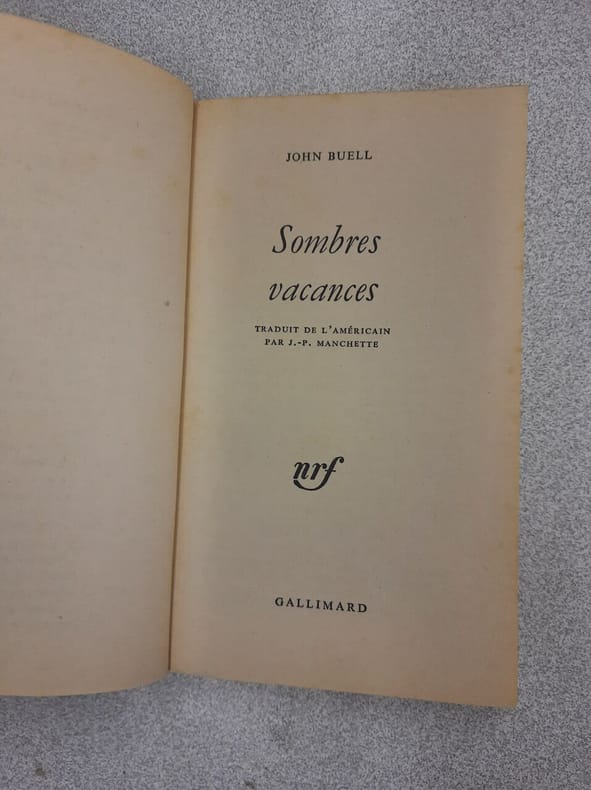 JOHN BUELL
Sombres
vacances
TRADUIT DE L'AMÉRICAIN
PAR J.-P. MANCHETTE
nrf
GALLIMARD